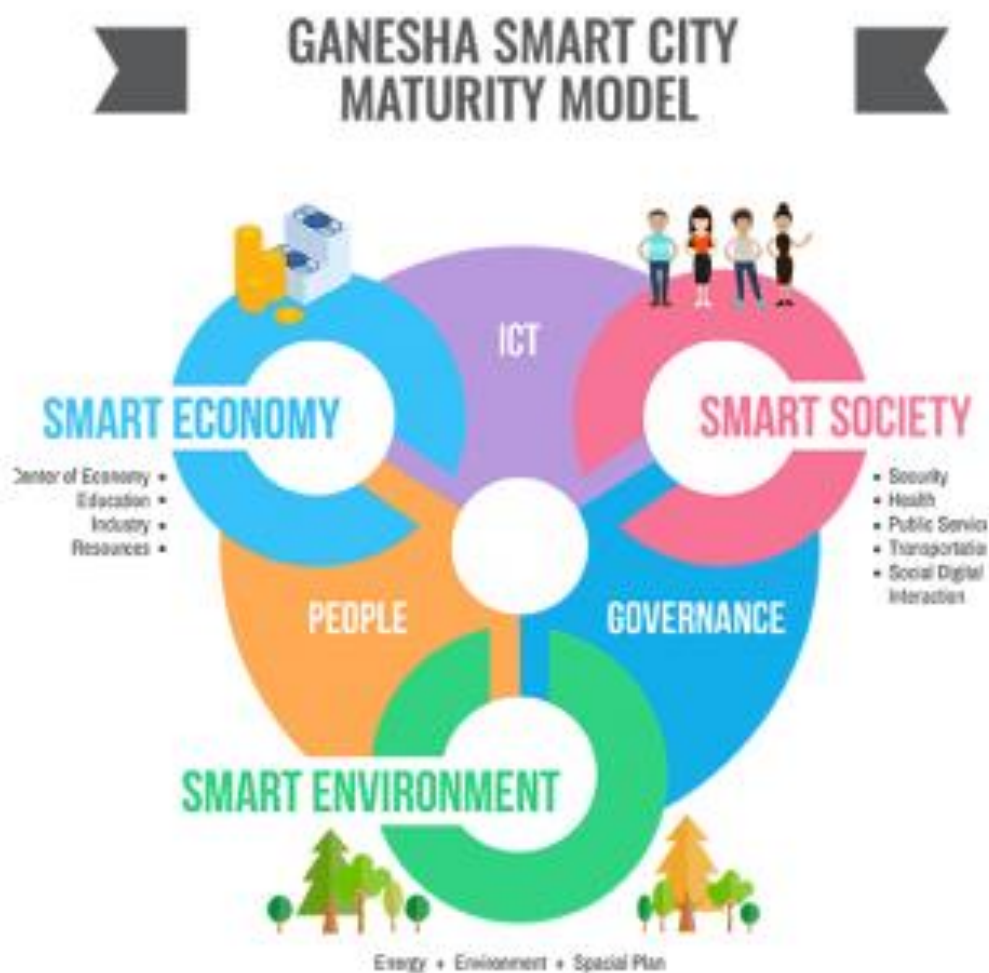 GANESHA SMART CITY
MATURITY MODEL
ICT
SMART ECONOMY
Center of Economy •
Education •
Industry •
Resources •
SMART SOCIETY
• Security
• Health
• Public Servic
• Transportatio
• Social Digital
Interaction
PEOPLE
GOVERNANCE
SMART ENVIRONMENT
Energy • Environment • Spacial Plan